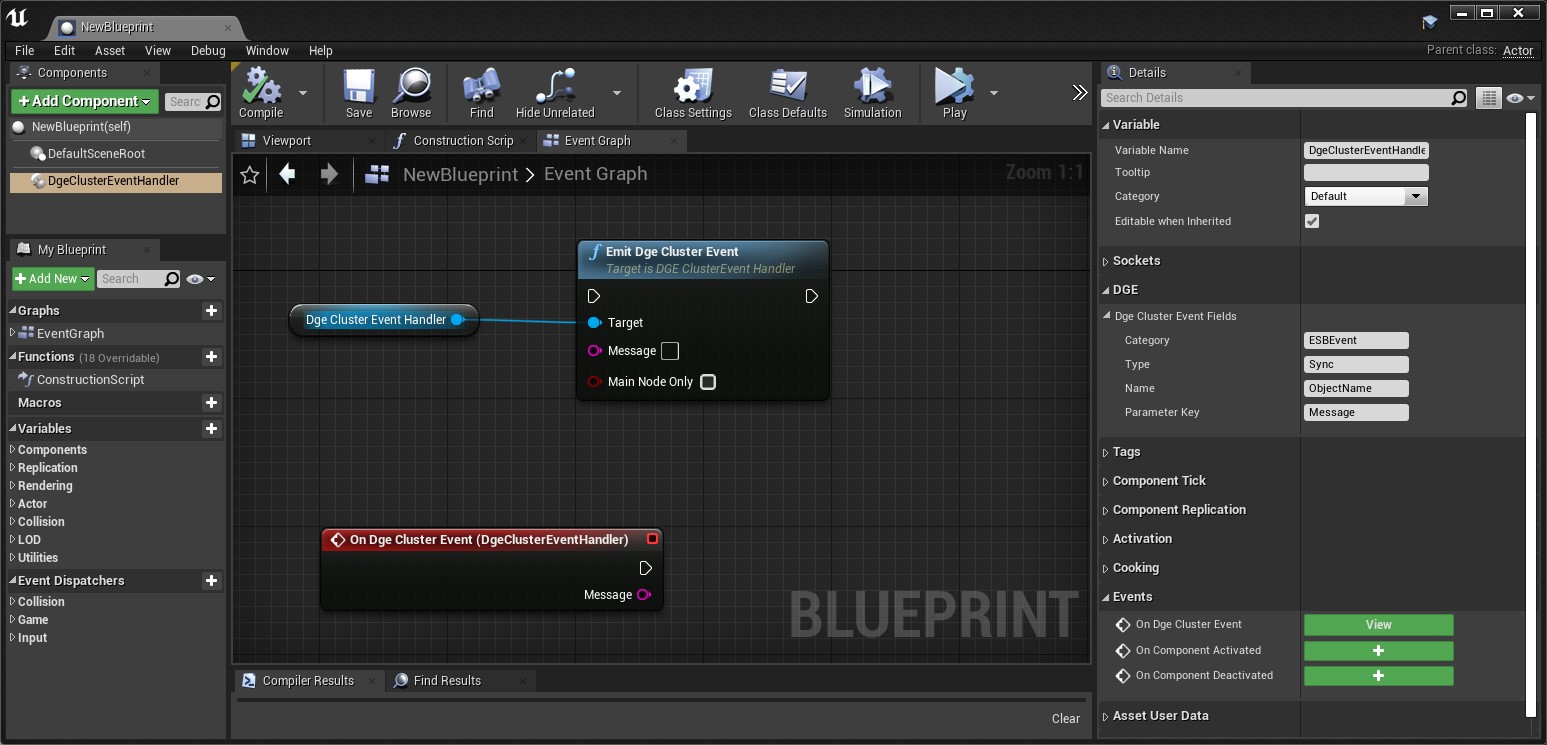 NewBlueprint
File Edit Asset View Debug Window Help
Parent class: Actor
Components
+Add Component
Searc
NewBlueprint(self)
DefaultSceneRoot
DgeClusterEventHandler
My Blueprint
+Add New
Search
Graphs
EventGraph
Functions (18 Overridable)
ConstructionScript
Macros
Variables
Components
Replication
Rendering
Actor
Collision
LOD
Utilities
Event Dispatchers
Collision
Game
Input
Compile Save Browse Find Hide Unrelated Class Settings Class Defaults Simulation Play
Viewport Construction Scrip Event Graph
NewBlueprint > Event Graph
Zoom 1:1
Emit Dge Cluster Event
Target is DGE ClusterEvent Handler
Dge Cluster Event Handler
Target
Message
Main Node Only
On Dge Cluster Event (DgeClusterEventHandler)
Message
BLUEPRINT
Compiler Results Find Results
Clear
Details
Search Details
Variable
Variable Name DgeClusterEventHandle
Tooltip
Category Default
Editable when Inherited
Sockets
DGE
Dge Cluster Event Fields
Category ESBEvent
Type Sync
Name ObjectName
Parameter Key Message
Tags
Component Tick
Component Replication
Activation
Cooking
Events
On Dge Cluster Event View
On Component Activated +
On Component Deactivated +
Asset User Data